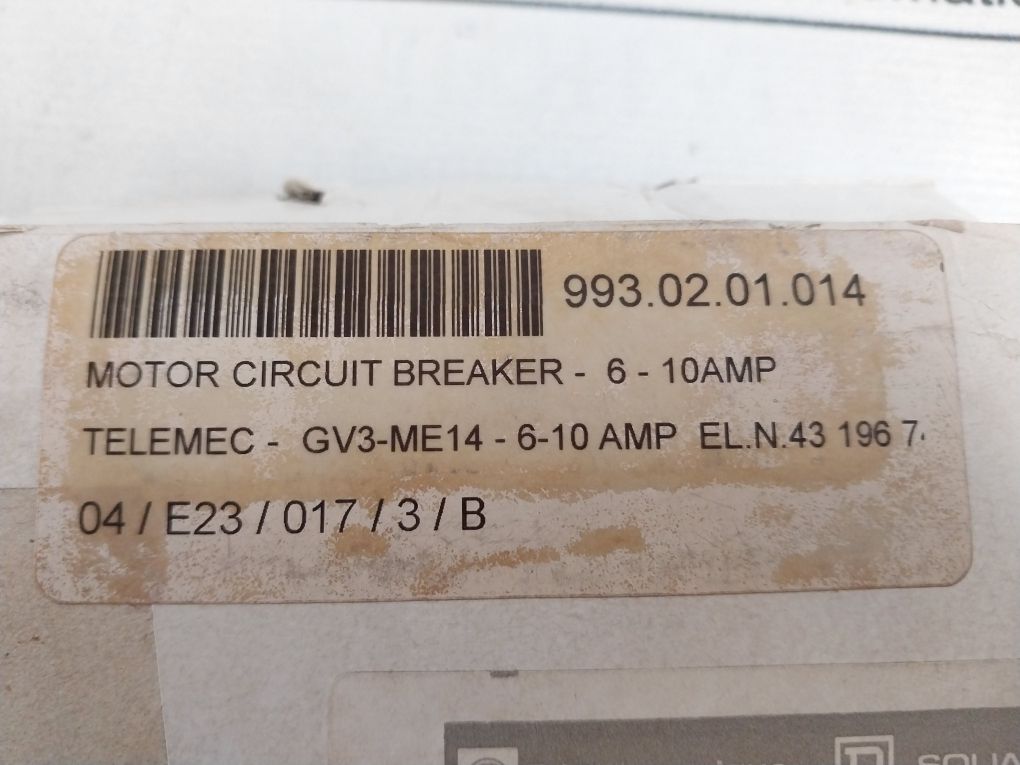 993.02.01.014
MOTOR CIRCUIT BREAKER - 6 - 10AMP
TELEMEC - GV3-ME14 - 6-10 AMP EL.N.43 196
04 / E23 / 017 / 3 / B